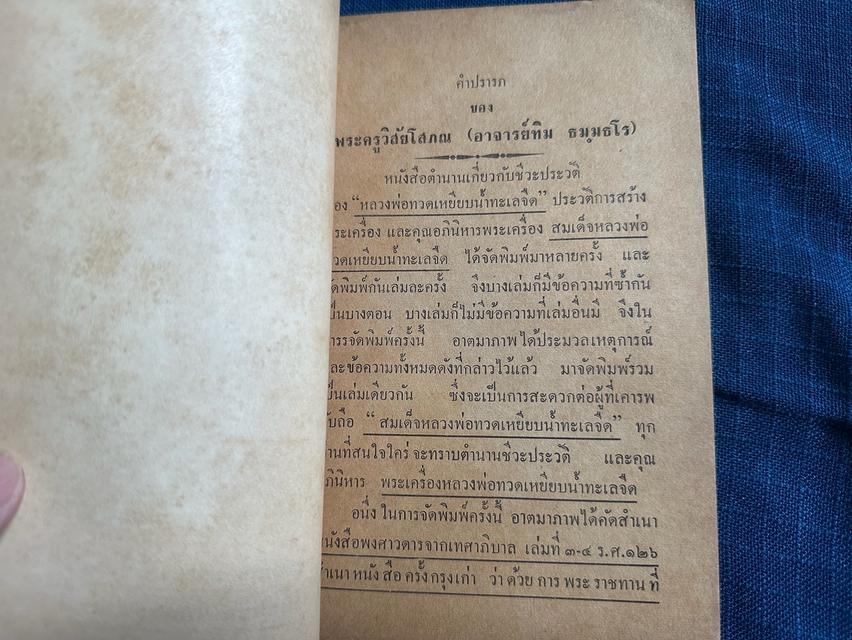 คำปรารภ
ของ
พระครูวิสัยโสภณ (อาจารย์ทิม ธมฺมธโร)
หนังสือตำนานเกี่ยวกับชีวะประวัติ
อง “หลวงพ่อทวดเหยียบน้ำทะเลจืด” ประวัติการสร้าง
ระเครื่อง และคุณอภินิหารพระเครื่อง สมเด็จหลวงพ่อ
วดเหยียบน้ำทะเลจืด ได้จัดพิมพ์มาหลายครั้ง และ
ัดพิมพ์กันเล่มละครั้ง จึงบางเล่มก็มีข้อความที่ซ้ำกัน
ป็นบางตอน บางเล่มก็ไม่มีข้อความที่เล่มอื่นมี จึงใน
ารจัดพิมพ์ครั้งนี้ อาตมาภาพได้ประมวลเหตุการณ์
ละข้อความทั้งหมดดังที่กล่าวไว้แล้ว มาจัดพิมพ์รวม
ป็นเล่มเดียวกัน ซึ่งจะเป็นการสะดวกต่อผู้ที่เคารพ
ับถือ “สมเด็จหลวงพ่อทวดเหยียบน้ำทะเลจืด” ทุก
านที่สนใจใคร่จะทราบตำนานชีวะประวัติ และคุณ
ภินิหาร พระเครื่องหลวงพ่อทวดเหยียบน้ำทะเลจืด
อนึ่ง ในการจัดพิมพ์ครั้งนี้ อาตมาภาพได้คัดสำเนา
นังสือพงศาวดารจากเทศาภิบาล เล่มที่ ๓-๔ ร.ศ.๑๒๖
ำเนาหนังสือ ครั้งกรุงเก่า ว่าด้วย การ พระ ราชทาน ที่